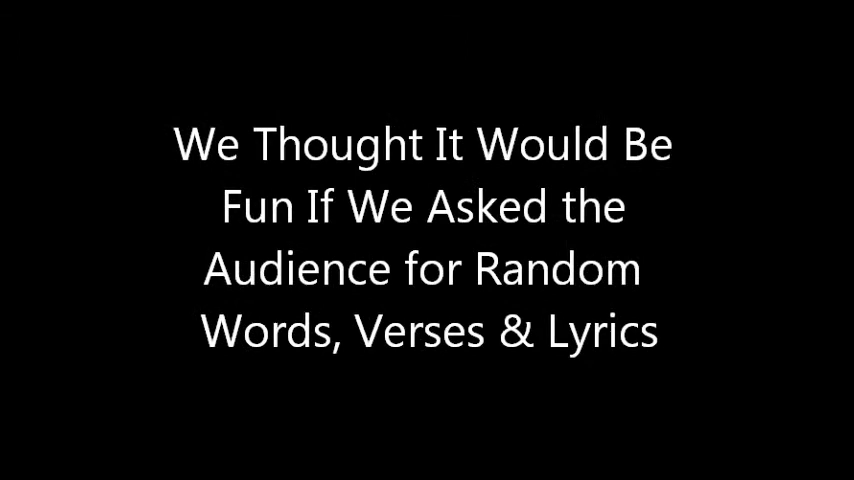 We Thought It Would Be
Fun If We Asked the
Audience for Random
Words, Verses & Lyrics